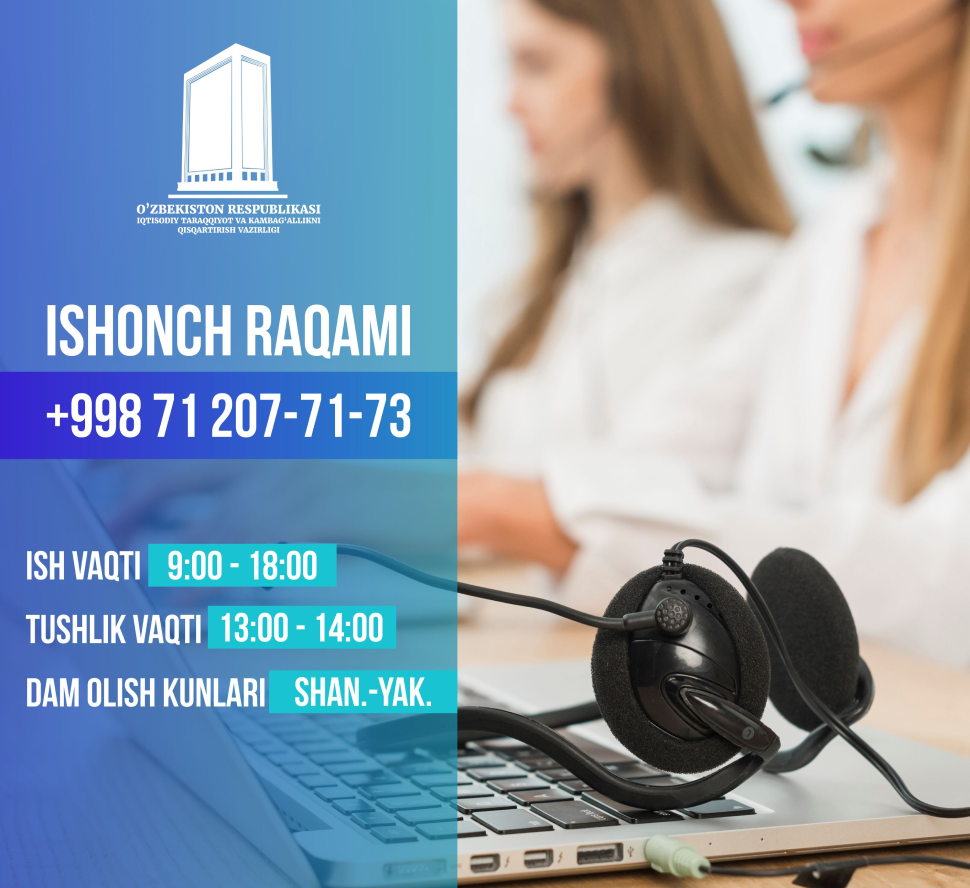 O'ZBEKISTON RESPUBLIKASI
IQTISODIY TARAQQIYOT VA KAMBAG'ALLIKNI
QISQARTIRISH VAZIRLIGI
ISHONCH RAQAMI
+998 71 207-71-73
ISH VAQTI 9:00 - 18:00
TUSHLIK VAQTI 13:00 - 14:00
DAM OLISH KUNLARI SHAN.-YAK.